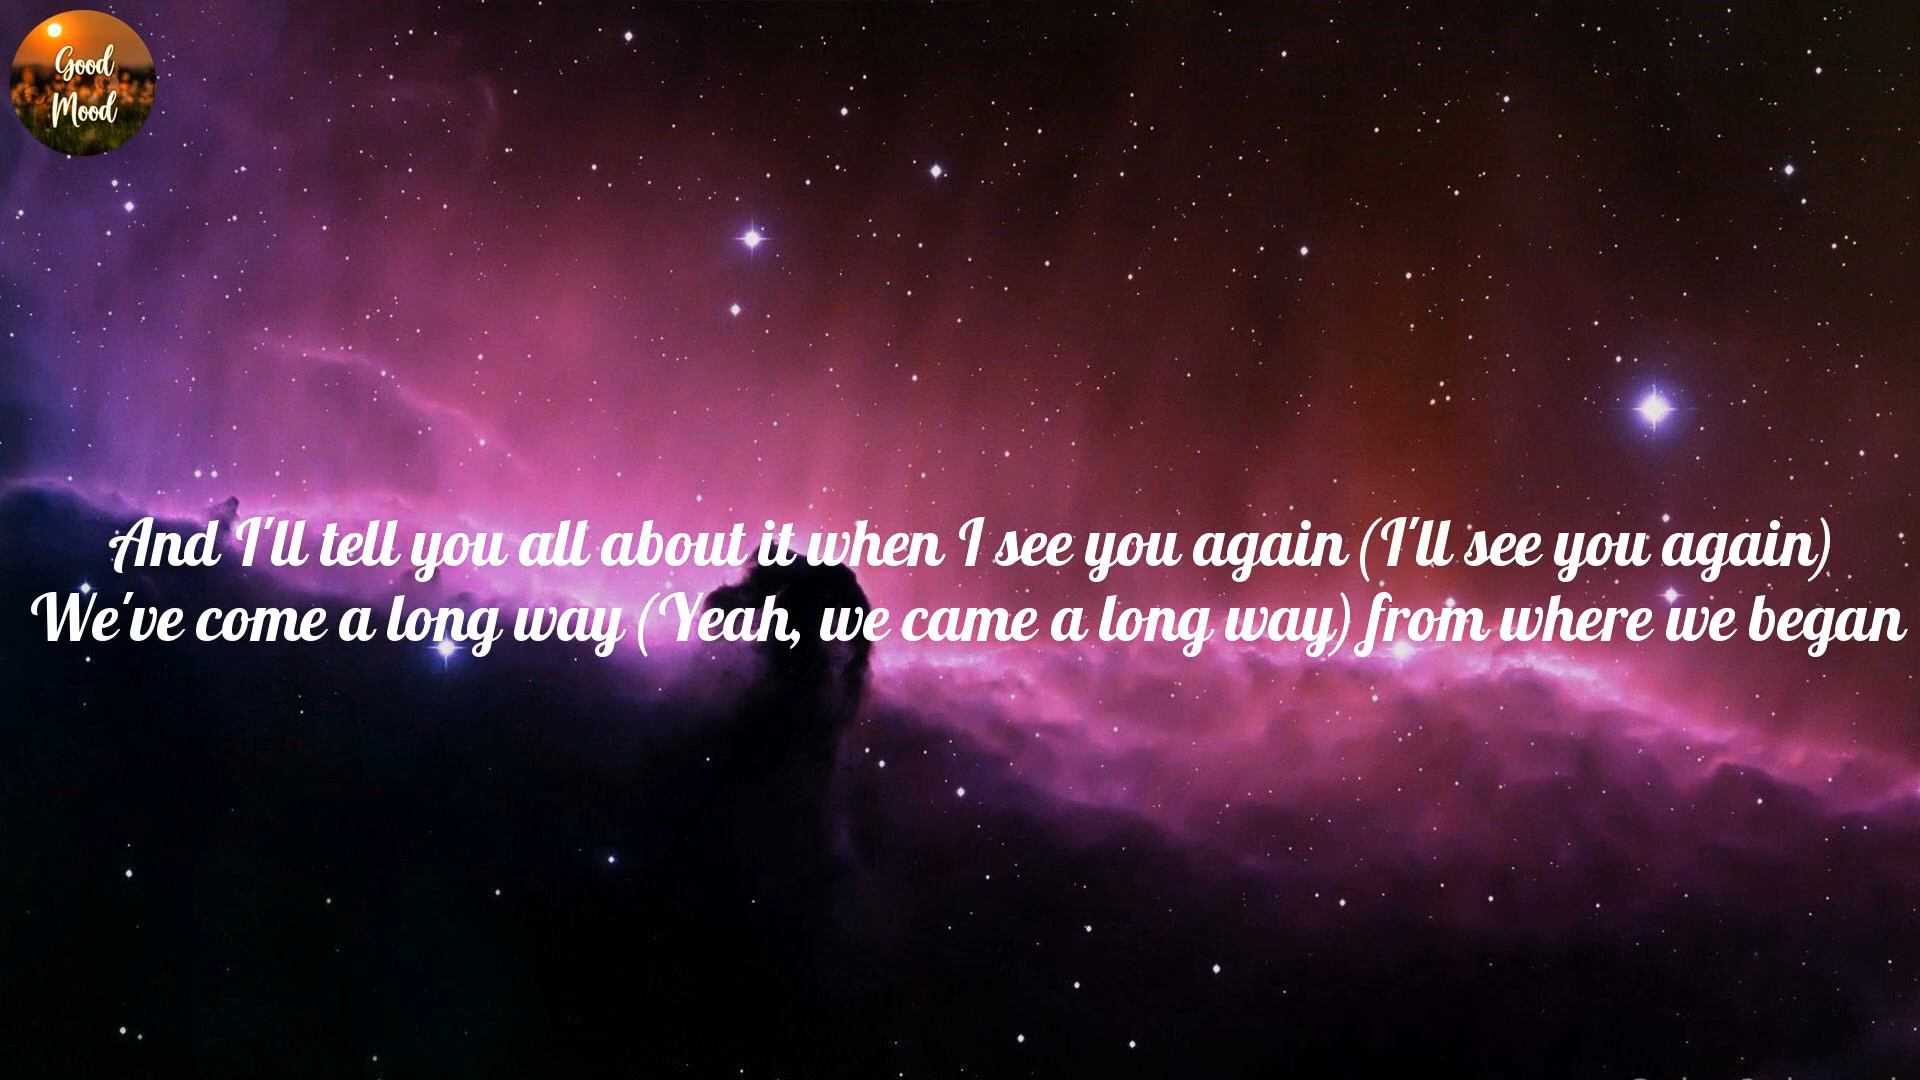 Good
Mood
And I'll tell you all about it when I see you again (I'll see you again)
We've come a long way (Yeah, we came a long way) from where we began